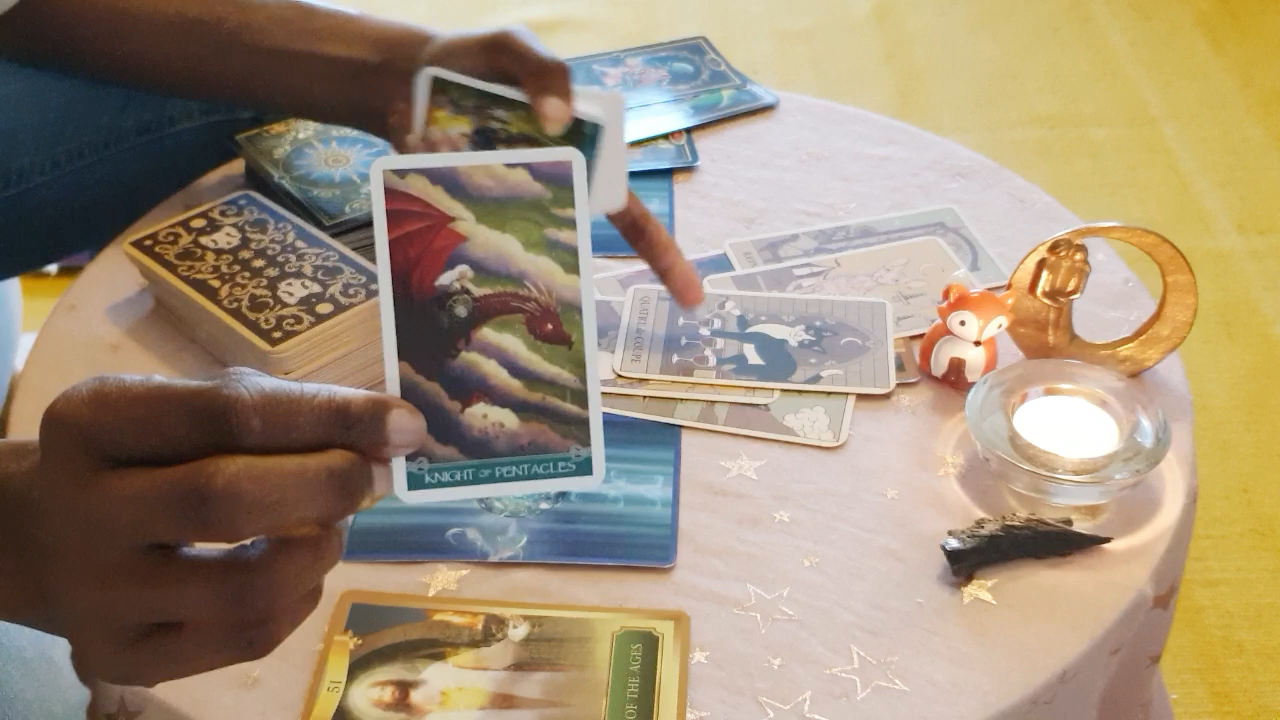 QUATRE DE COUPE
KNIGHT OF PENTACLES
51
OF THE AGES